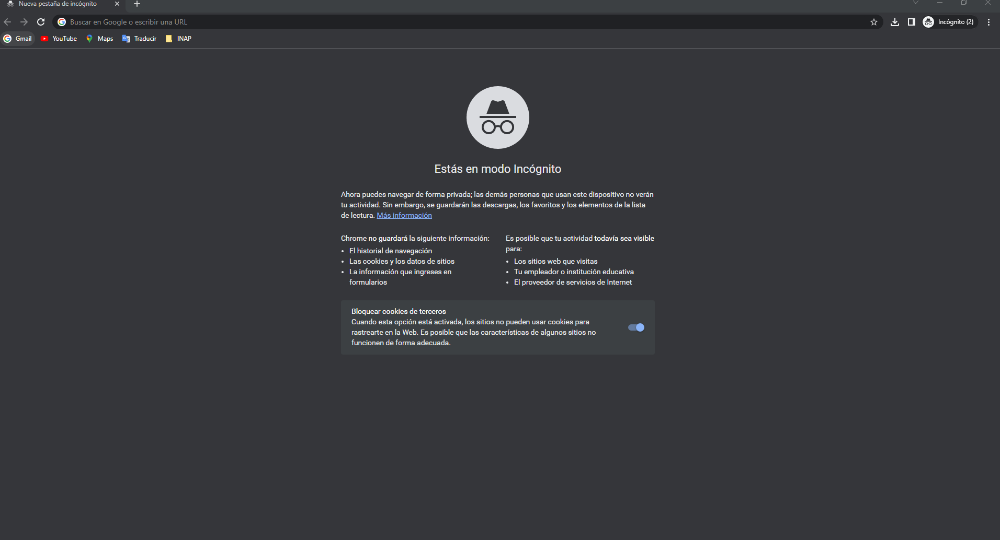 Nueva pestaña de incógnito
Buscar en Google o escribir una URL
Incógnito (2)
Gmail YouTube Maps Traducir INAP
Estás en modo Incógnito
Ahora puedes navegar de forma privada; las demás personas que usan este dispositivo no verán
tu actividad. Sin embargo, se guardarán las descargas, los favoritos y los elementos de la lista
de lectura. Más información
Chrome no guardará la siguiente información:
El historial de navegación
Las cookies y los datos de sitios
La información que ingreses en
formularios
Es posible que tu actividad todavía sea visible
para:
Los sitios web que visitas
Tu empleador o institución educativa
El proveedor de servicios de Internet
Bloquear cookies de terceros
Cuando esta opción está activada, los sitios no pueden usar cookies para
rastrearte en la Web. Es posible que las características de algunos sitios no
funcionen de forma adecuada.